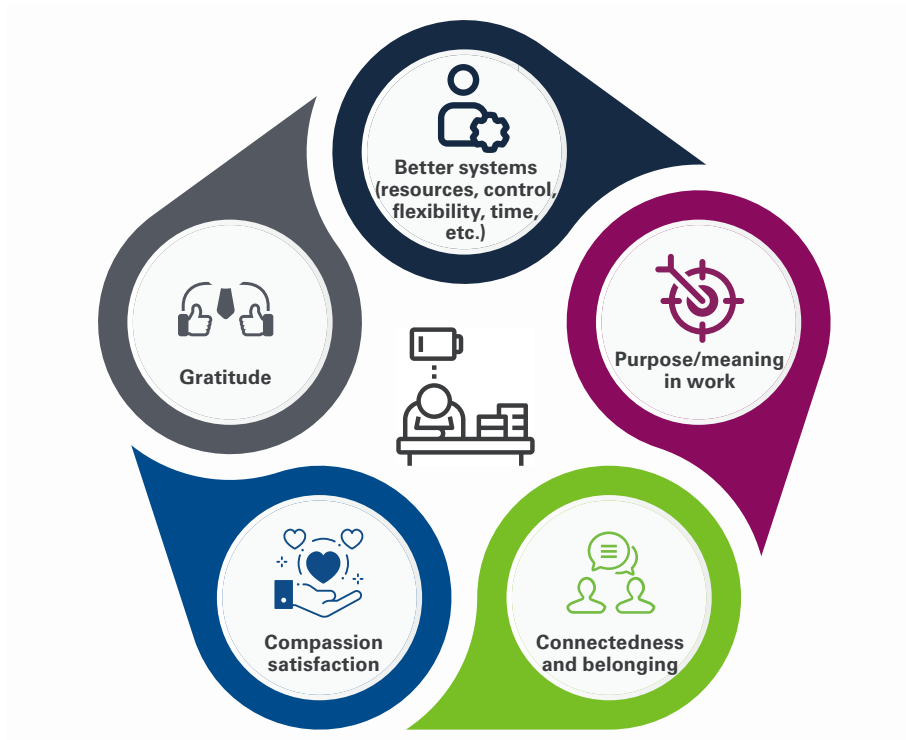 Better systems
(resources, control,
flexibility, time,
etc.)
Purpose/meaning
in work
Connectedness
and belonging
Compassion
satisfaction
Gratitude